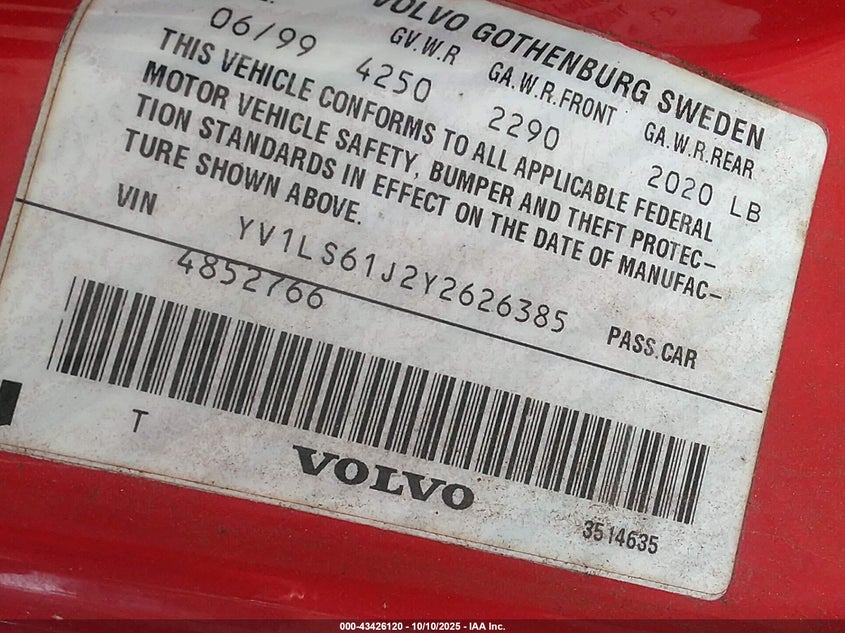 VOLVO GOTHENBURG SWEDEN
06/99 GV.W.R GA.W.R.FRONT GA.W.R.REAR
4250 2290 2020 LB
THIS VEHICLE CONFORMS TO ALL APPLICABLE FEDERAL
MOTOR VEHICLE SAFETY, BUMPER AND THEFT PROTEC-
TION STANDARDS IN EFFECT ON THE DATE OF MANUFAC-
TURE SHOWN ABOVE.
VIN YV1LS61J2Y2626385 PASS.CAR
4852766
T
VOLVO
3514635
000-43426120 - 10/10/2025 - IAA Inc.